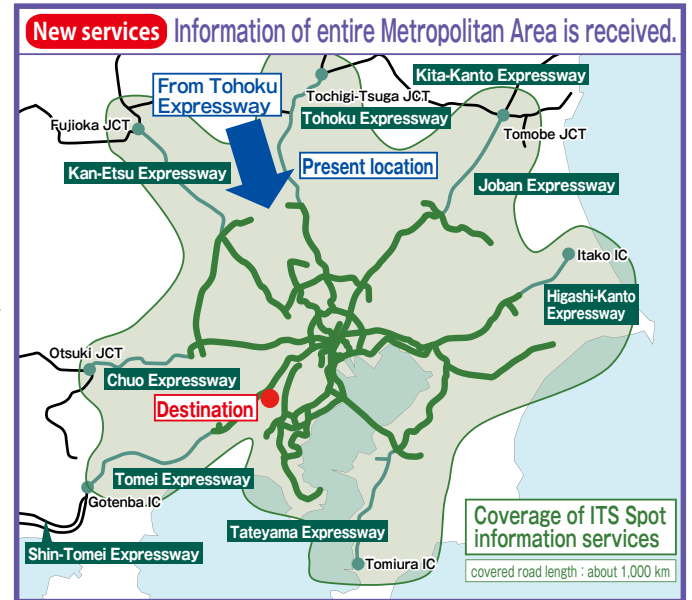 New services Information of entire Metropolitan Area is received.
Kita-Kanto Expressway
From Tohoku
Expressway
Tochigi-Tsuga JCT
Tohoku Expressway
Fujioka JCT
Tomobe JCT
Kan-Etsu Expressway
Present location
Joban Expressway
Itako IC
Higashi-Kanto
Expressway
Otsuki JCT
Chuo Expressway
Destination
Tomei Expressway
Gotenba IC
Coverage of ITS Spot
information services
Tateyama Expressway
Shin-Tomei Expressway
Tomiura IC
covered road length : about 1,000 km